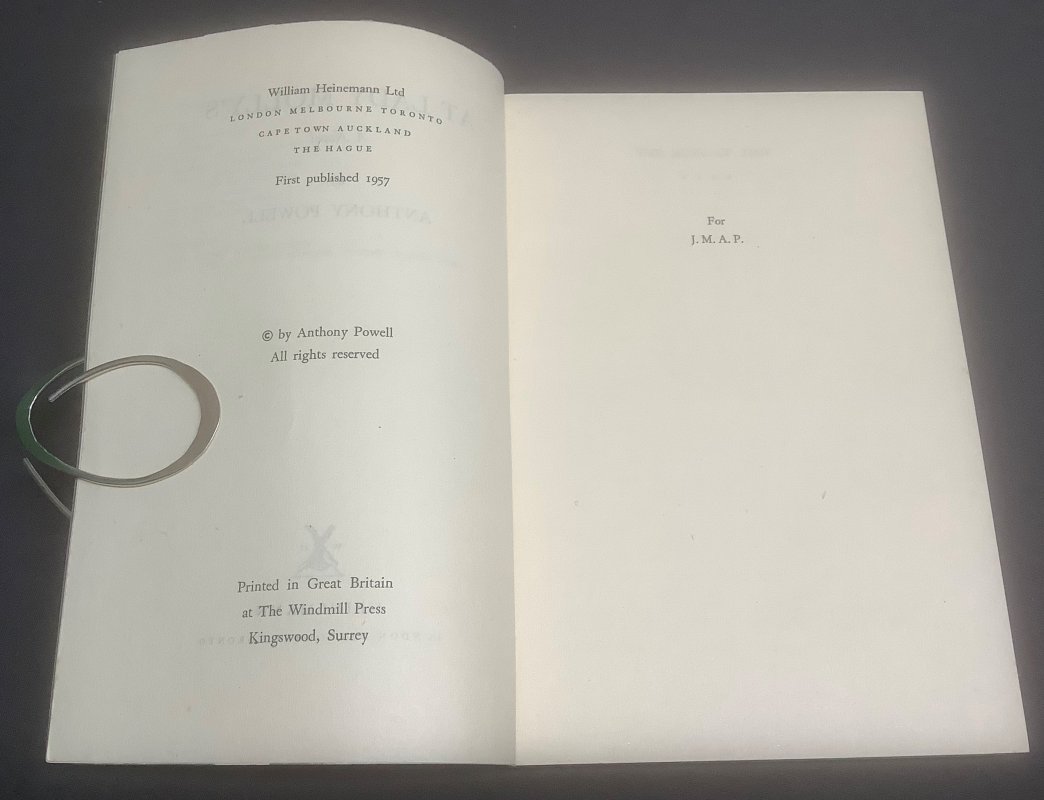 William Heinemann Ltd
LONDON MELBOURNE TORONTO
CAPE TOWN AUCKLAND
THE HAGUE
First published 1957
© by Anthony Powell
All rights reserved
Printed in Great Britain
at The Windmill Press
Kingswood, Surrey
For
J. M. A. P.